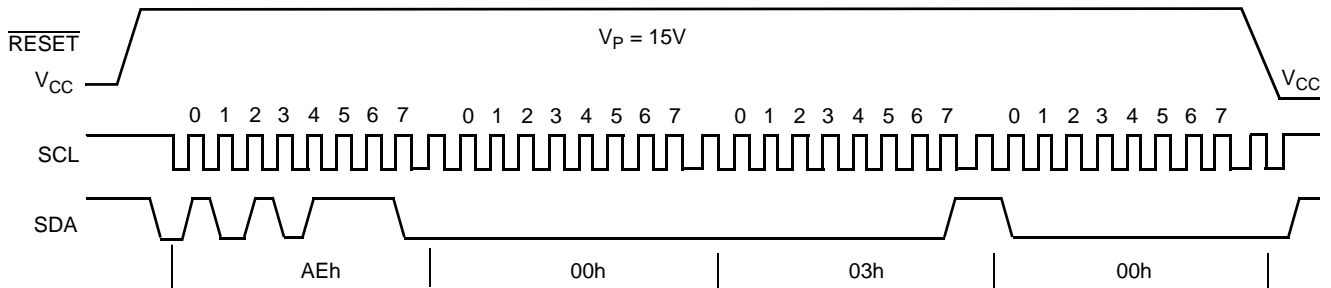 RESET
V_P = 15V
V_CC
V_CC
0 1 2 3 4 5 6 7 0 1 2 3 4 5 6 7 0 1 2 3 4 5 6 7 0 1 2 3 4 5 6 7
SCL
SDA
AEh 00h 03h 00h